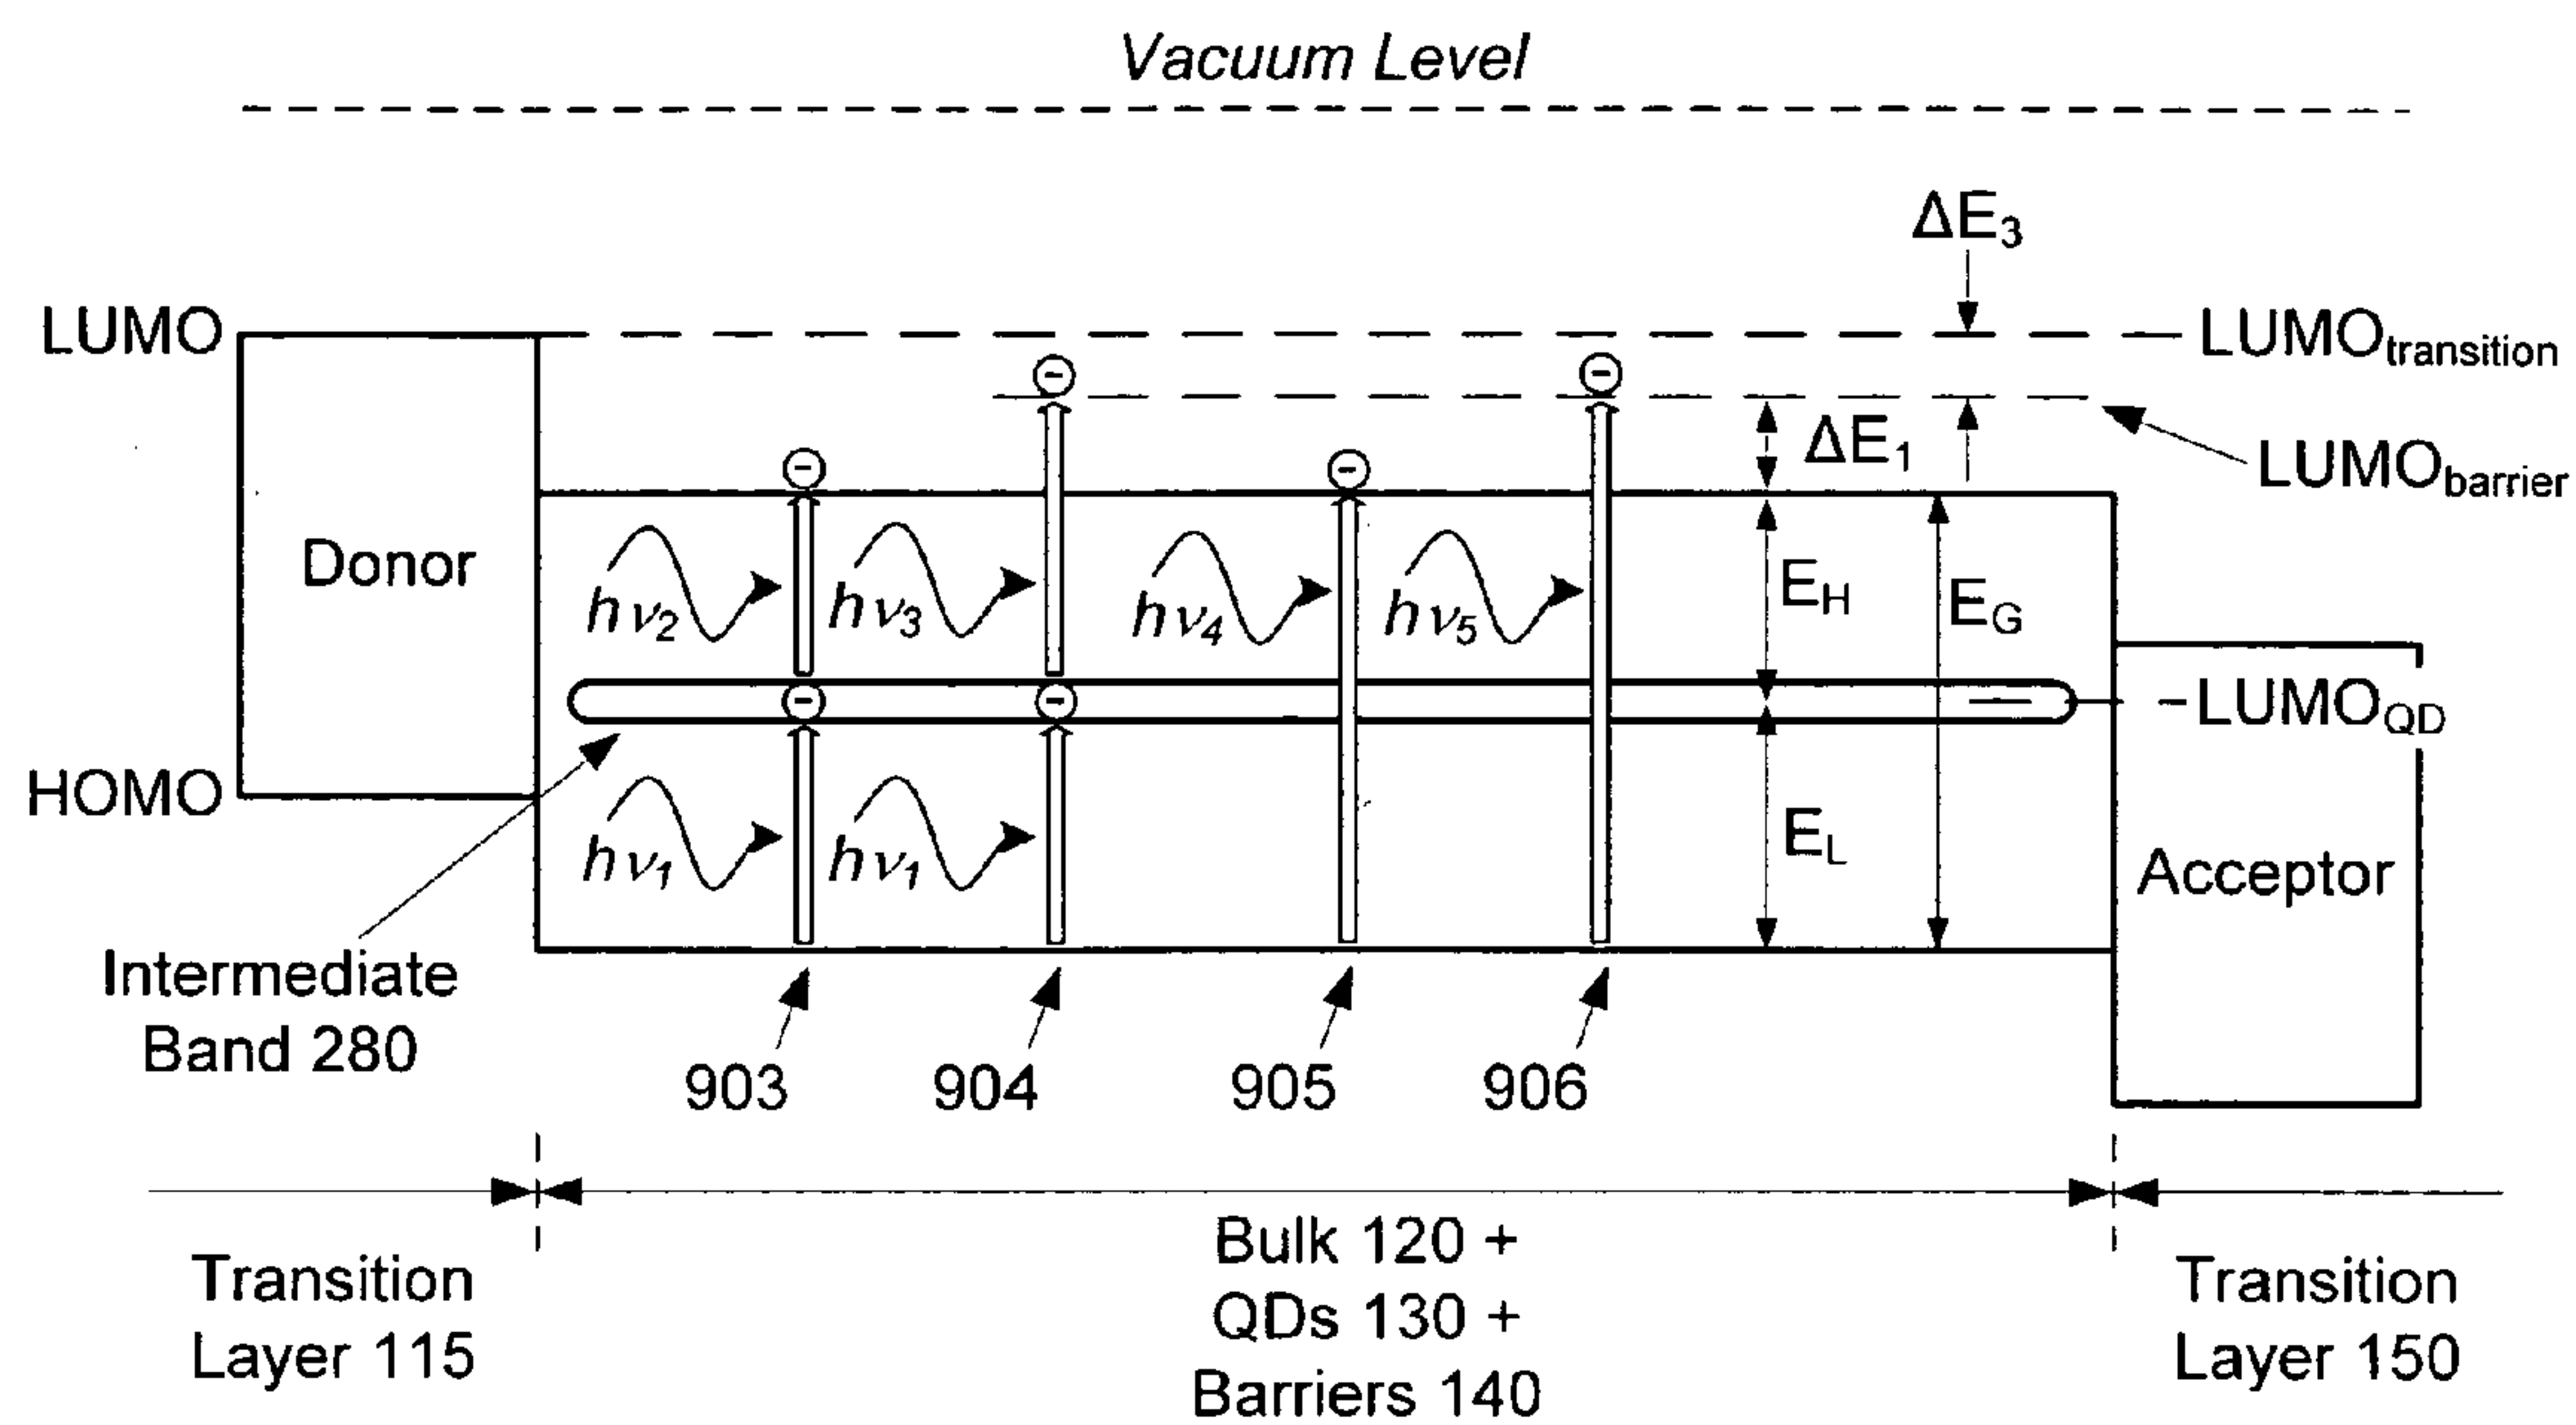 Vacuum Level
ΔE3
LUMO
LUMOtransition
ΔE1
LUMObarrier
Donor
hν2
hν3
hν4
hν5
EH
EG
-LUMOQD
HOMO
hν1
hν1
EL
Acceptor
Intermediate
Band 280
903
904
905
906
Bulk 120 +
QDs 130 +
Barriers 140
Transition
Layer 115
Transition
Layer 150